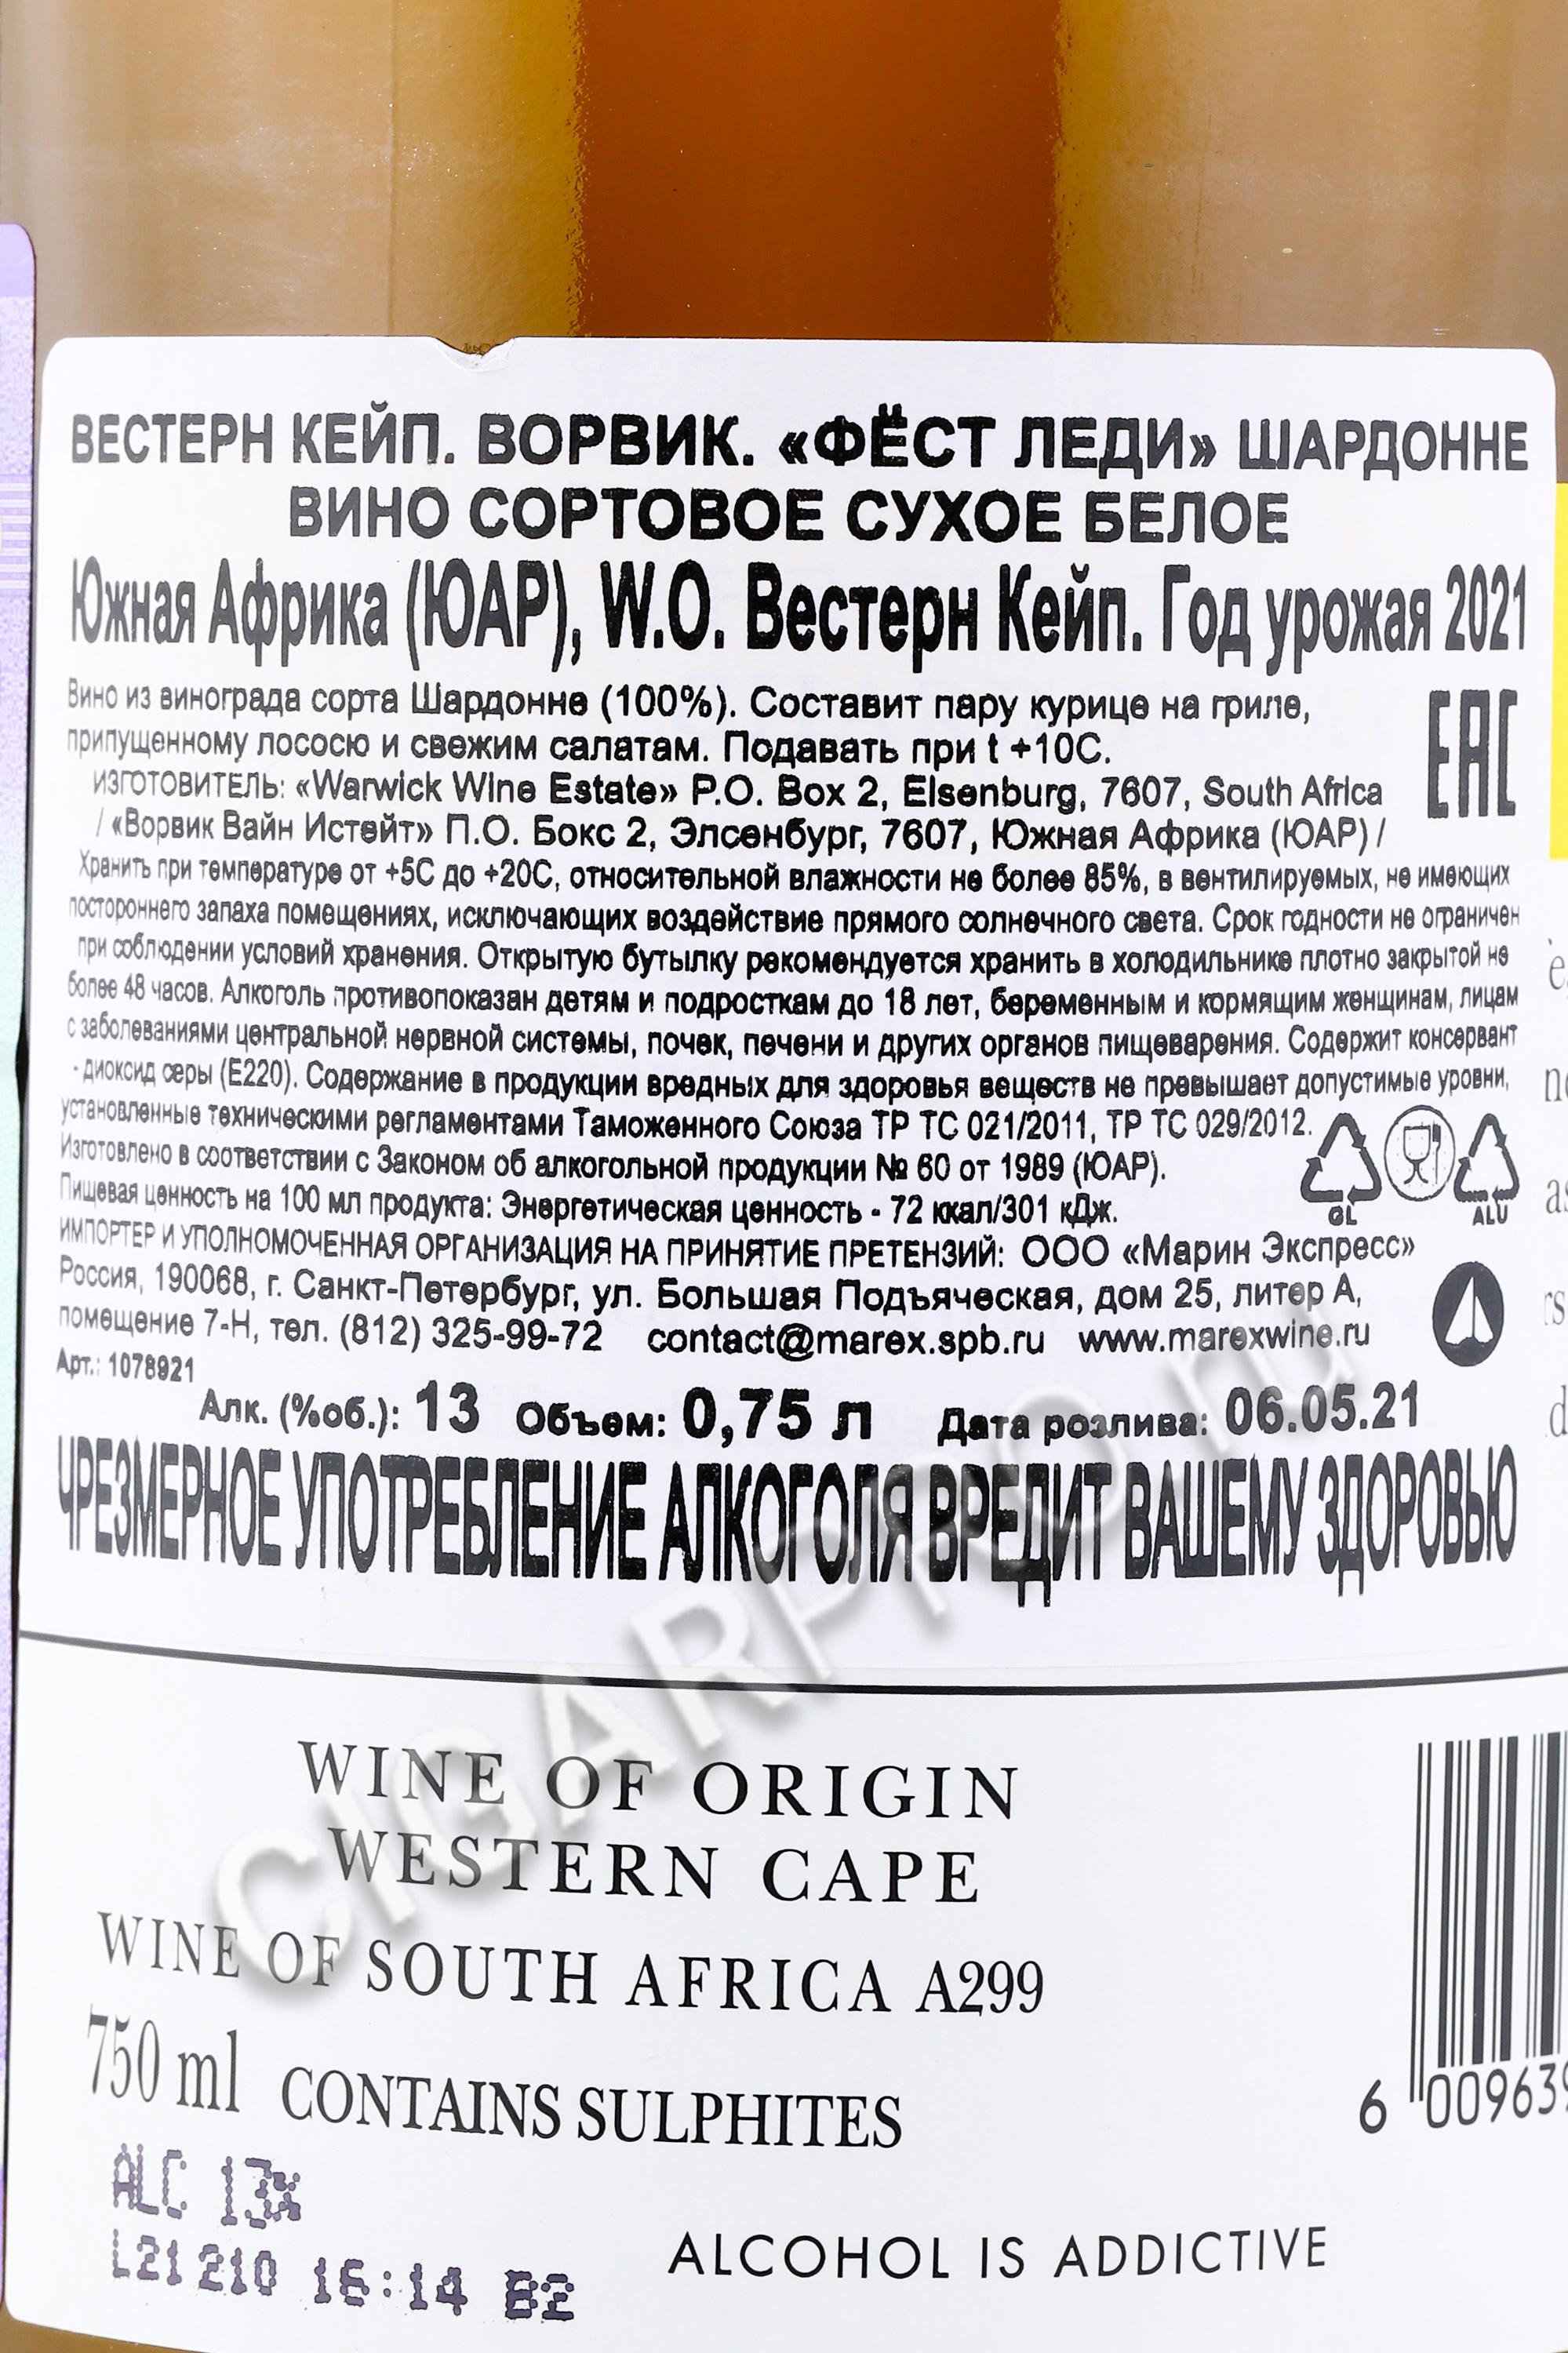 ВЕСТЕРН КЕЙП. ВОРВИК. «ФЁСТ ЛЕДИ» ШАРДОННЕ
ВИНО СОРТОВОЕ СУХОЕ БЕЛОЕ
Южная Африка (ЮАР), W.O. Вестерн Кейп. Год урожая 2021
Вино из винограда сорта Шардонне (100%). Составит пару курице на гриле,
припущенному лососю и свежим салатам. Подавать при t +10C.
ИЗГОТОВИТЕЛЬ: «Warwick Wine Estate» P.O. Box 2, Elsenburg, 7607, South Africa
/ «Ворвик Вайн Истейт» П.О. Бокс 2, Элсенбург, 7607, Южная Африка (ЮАР) /
EAC
Хранить при температуре от +5С до +20С, относительной влажности не более 85%, в вентилируемых, не имеющих
постороннего запаха помещениях, исключающих воздействие прямого солнечного света. Срок годности не ограничен
при соблюдении условий хранения. Открытую бутылку рекомендуется хранить в холодильнике плотно закрытой не
более 48 часов. Алкоголь противопоказан детям и подросткам до 18 лет, беременным и кормящим женщинам, лицам
с заболеваниями центральной нервной системы, почек, печени и других органов пищеварения. Содержит консервант
- диоксид серы (Е220). Содержание в продукции вредных для здоровья веществ не превышает допустимые уровни,
установленные техническими регламентами Таможенного Союза ТР ТС 021/2011, ТР ТС 029/2012.
Изготовлено в соответствии с Законом об алкогольной продукции № 60 от 1989 (ЮАР).
Пищевая ценность на 100 мл продукта: Энергетическая ценность - 72 ккал/301 кДж.
GL ALU
ИМПОРТЕР И УПОЛНОМОЧЕННАЯ ОРГАНИЗАЦИЯ НА ПРИНЯТИЕ ПРЕТЕНЗИЙ: ООО «Марин Экспресс»
Россия, 190068, г. Санкт-Петербург, ул. Большая Подъяческая, дом 25, литер А,
помещение 7-Н, тел. (812) 325-99-72 contact@marex.spb.ru www.marexwine.ru
Арт.: 1078921
Алк. (%об.): 13 Объем: 0,75 л Дата розлива: 06.05.21
ЧРЕЗМЕРНОЕ УПОТРЕБЛЕНИЕ АЛКОГОЛЯ ВРЕДИТ ВАШЕМУ ЗДОРОВЬЮ
CIGARPRO.ru
WINE OF ORIGIN
WESTERN CAPE
WINE OF SOUTH AFRICA A299
750 ml CONTAINS SULPHITES
6 009639
ALC 13%
L21210 16:14 B2
ALCOHOL IS ADDICTIVE